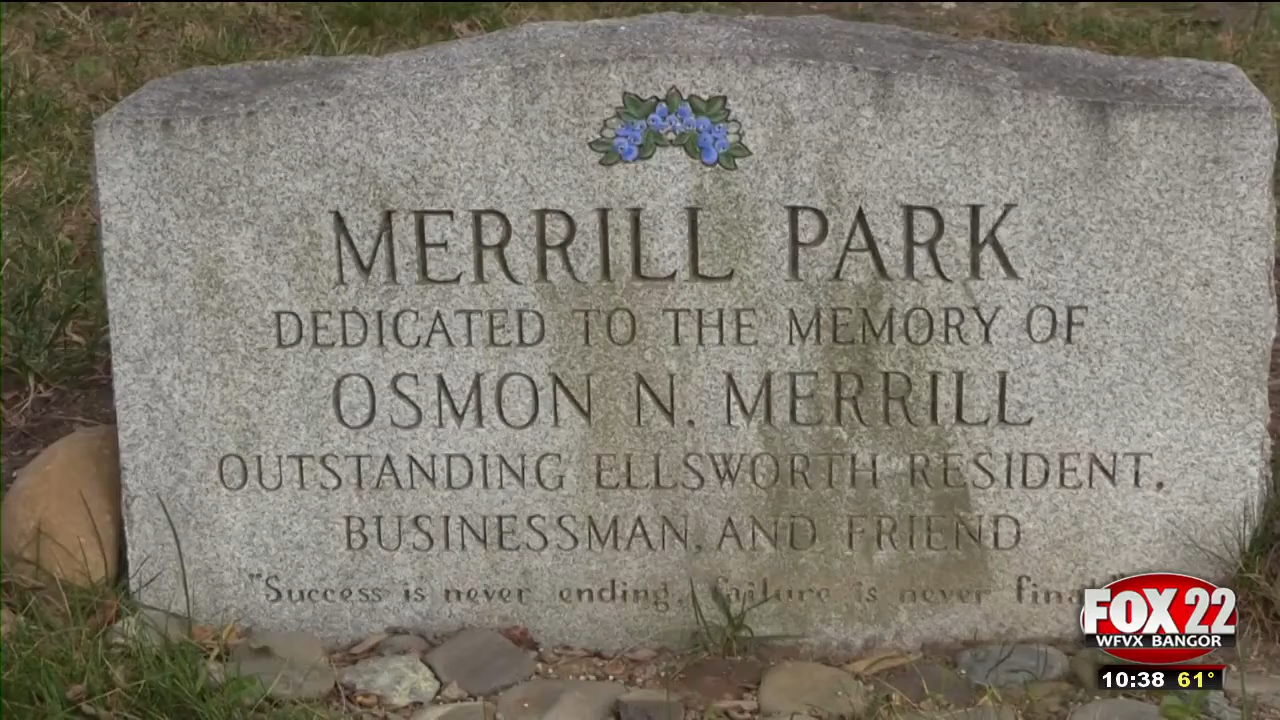 MERRILL PARK
DEDICATED TO THE MEMORY OF
OSMON N. MERRILL
OUTSTANDING ELLSWORTH RESIDENT,
BUSINESSMAN, AND FRIEND
"Success is never ending, failure is never
FOX 22
WFVX BANGOR
10:38 61°